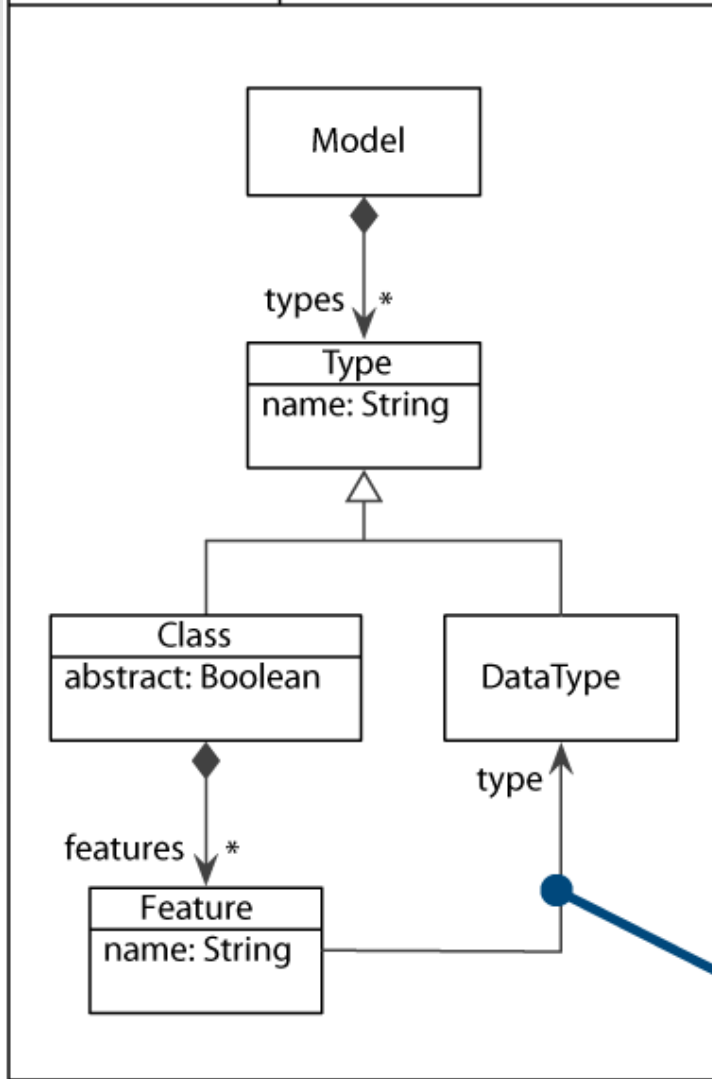 Model
types *
Type
name: String
Class
abstract: Boolean
DataType
type
features *
Feature
name: String